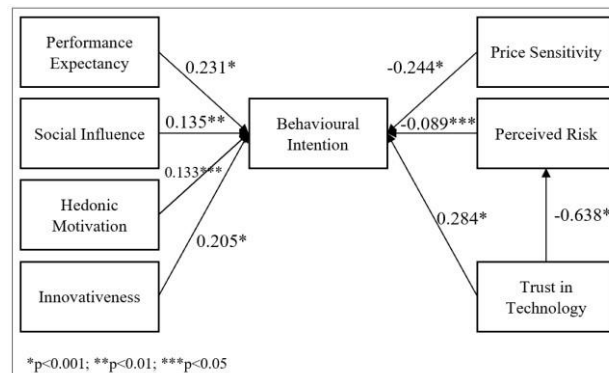 Performance
Expectancy
Social Influence
Hedonic
Motivation
Innovativeness
0.231*
0.135**
0.133***
0.205*
Behavioural
Intention
-0.244*
-0.089***
0.284*
-0.638*
Price Sensitivity
Perceived Risk
Trust in
Technology
*p<0.001; **p<0.01; ***p<0.05